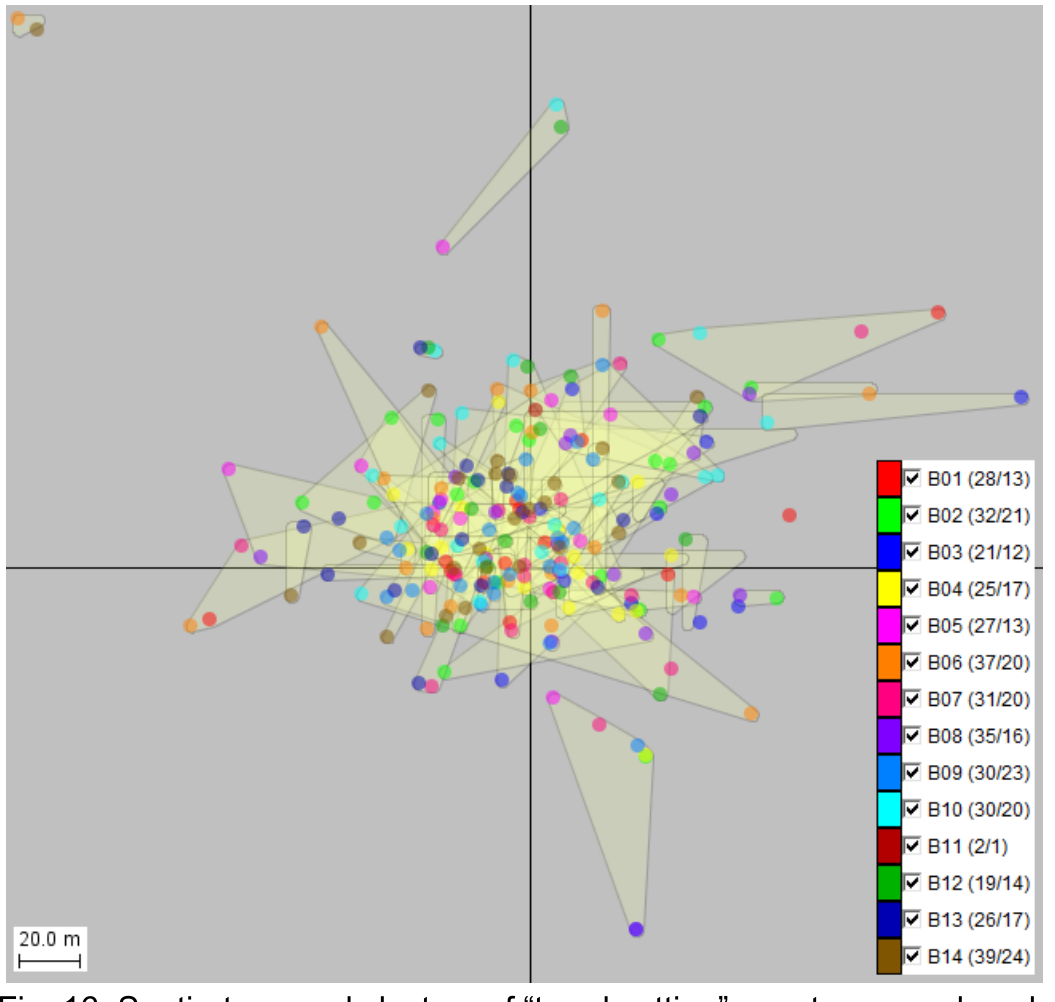 B01 (28/13)
B02 (32/21)
B03 (21/12)
B04 (25/17)
B05 (27/13)
B06 (37/20)
B07 (31/20)
B08 (35/16)
B09 (30/23)
B10 (30/20)
B11 (2/1)
B12 (19/14)
B13 (26/17)
B14 (39/24)
20.0 m